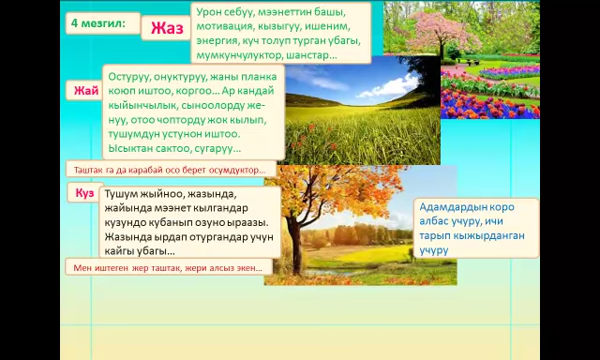 4 мезгил:
Жаз
Урон себуу, мээнеттин башы,
мотивация, кызыгуу, ишеним,
энергия, куч толуп турган убагы,
мумкунчулуктор, шанстар…
Жай
Остуруу, онуктуруу, жаны планка
коюп иштоо, коргоо… Ар кандай
кыйынчылык, сыноолорду же-
нуу, отоо чопторду жок кылып,
тушумдун устунон иштоо.
Ысыктан сактоо, сугаруу…
Таштак га да карабай осо берет осумдуктор…
Куз
Тушум жыйноо, жазында,
жайында мээнет кылгандар
кузундо кубанып озуно ыраазы.
Жазында ырдап отургандар учун
кайгы убагы…
Мен иштеген жер таштак, жери алсыз экен…
Адамдардын коро
албас учуру, ичи
тарып кыжырданган
учуру